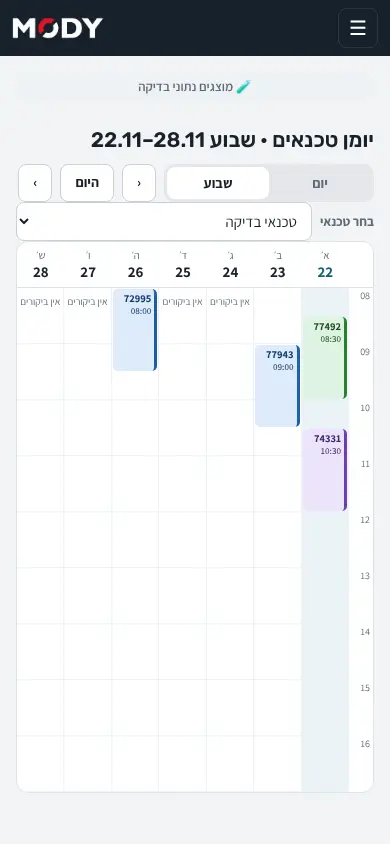 MODY
☰
🧪 מוצגים נתוני בדיקה
יומן טכנאים • שבוע 22.11–28.11
יום
שבוע
‹
היום
›
בחר טכנאי
טכנאי בדיקה
א׳ ב׳ ג׳ ד׳ ה׳ ו׳ ש׳
22 23 24 25 26 27 28
08
אין ביקורים
אין ביקורים
72995
08:00
אין ביקורים
אין ביקורים
77492
08:30
09
77943
09:00
10
74331
10:30
11
12
13
14
15
16